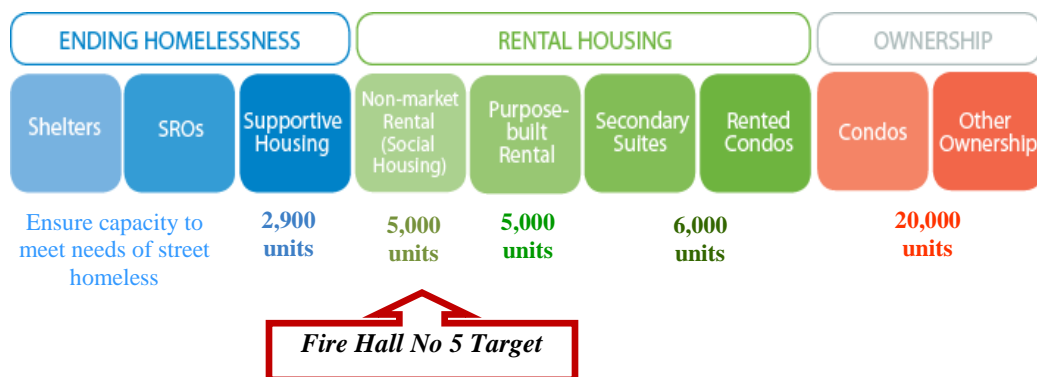 ENDING HOMELESSNESS
RENTAL HOUSING
OWNERSHIP
Shelters
SROs
Supportive
Housing
Non-market
Rental
(Social
Housing)
Purpose-
built
Rental
Secondary
Suites
Rented
Condos
Condos
Other
Ownership
Ensure capacity to
meet needs of street
homeless
2,900
units
5,000
units
5,000
units
6,000
units
20,000
units
Fire Hall No 5 Target